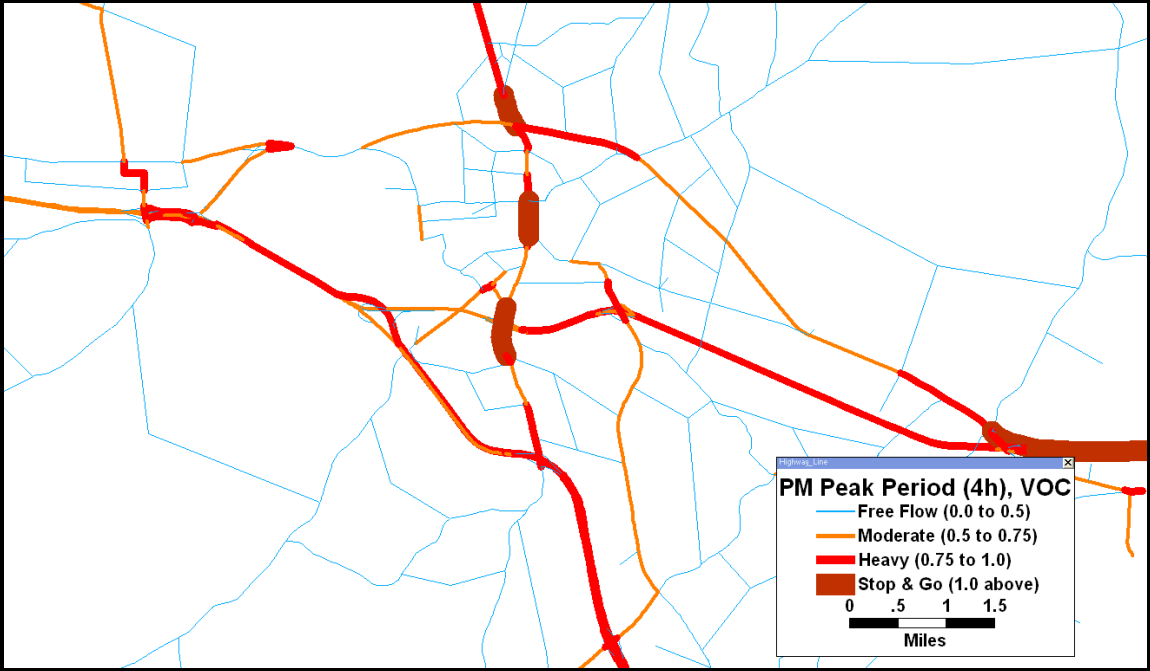 Highway_Line
PM Peak Period (4h), VOC
Free Flow (0.0 to 0.5)
Moderate (0.5 to 0.75)
Heavy (0.75 to 1.0)
Stop & Go (1.0 above)
0 .5 1 1.5
Miles